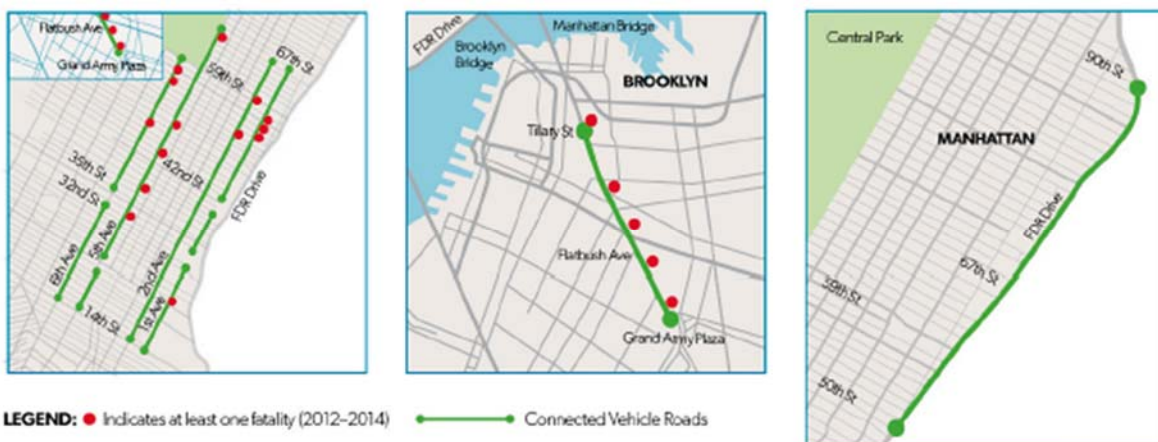 Flatbush Ave
Grand Army Plaza
59th St
67th St
35th St
32nd St
42nd St
FDR Drive
6th Ave
5th Ave
2nd Ave
1st Ave
14th St
FDR Drive
Manhattan Bridge
Brooklyn
Bridge
BROOKLYN
Tillary St
Flatbush Ave
Grand Army Plaza
Central Park
90th St
MANHATTAN
FDR Drive
67th St
39th St
50th St
LEGEND: Indicates at least one fatality (2012–2014)
Connected Vehicle Roads